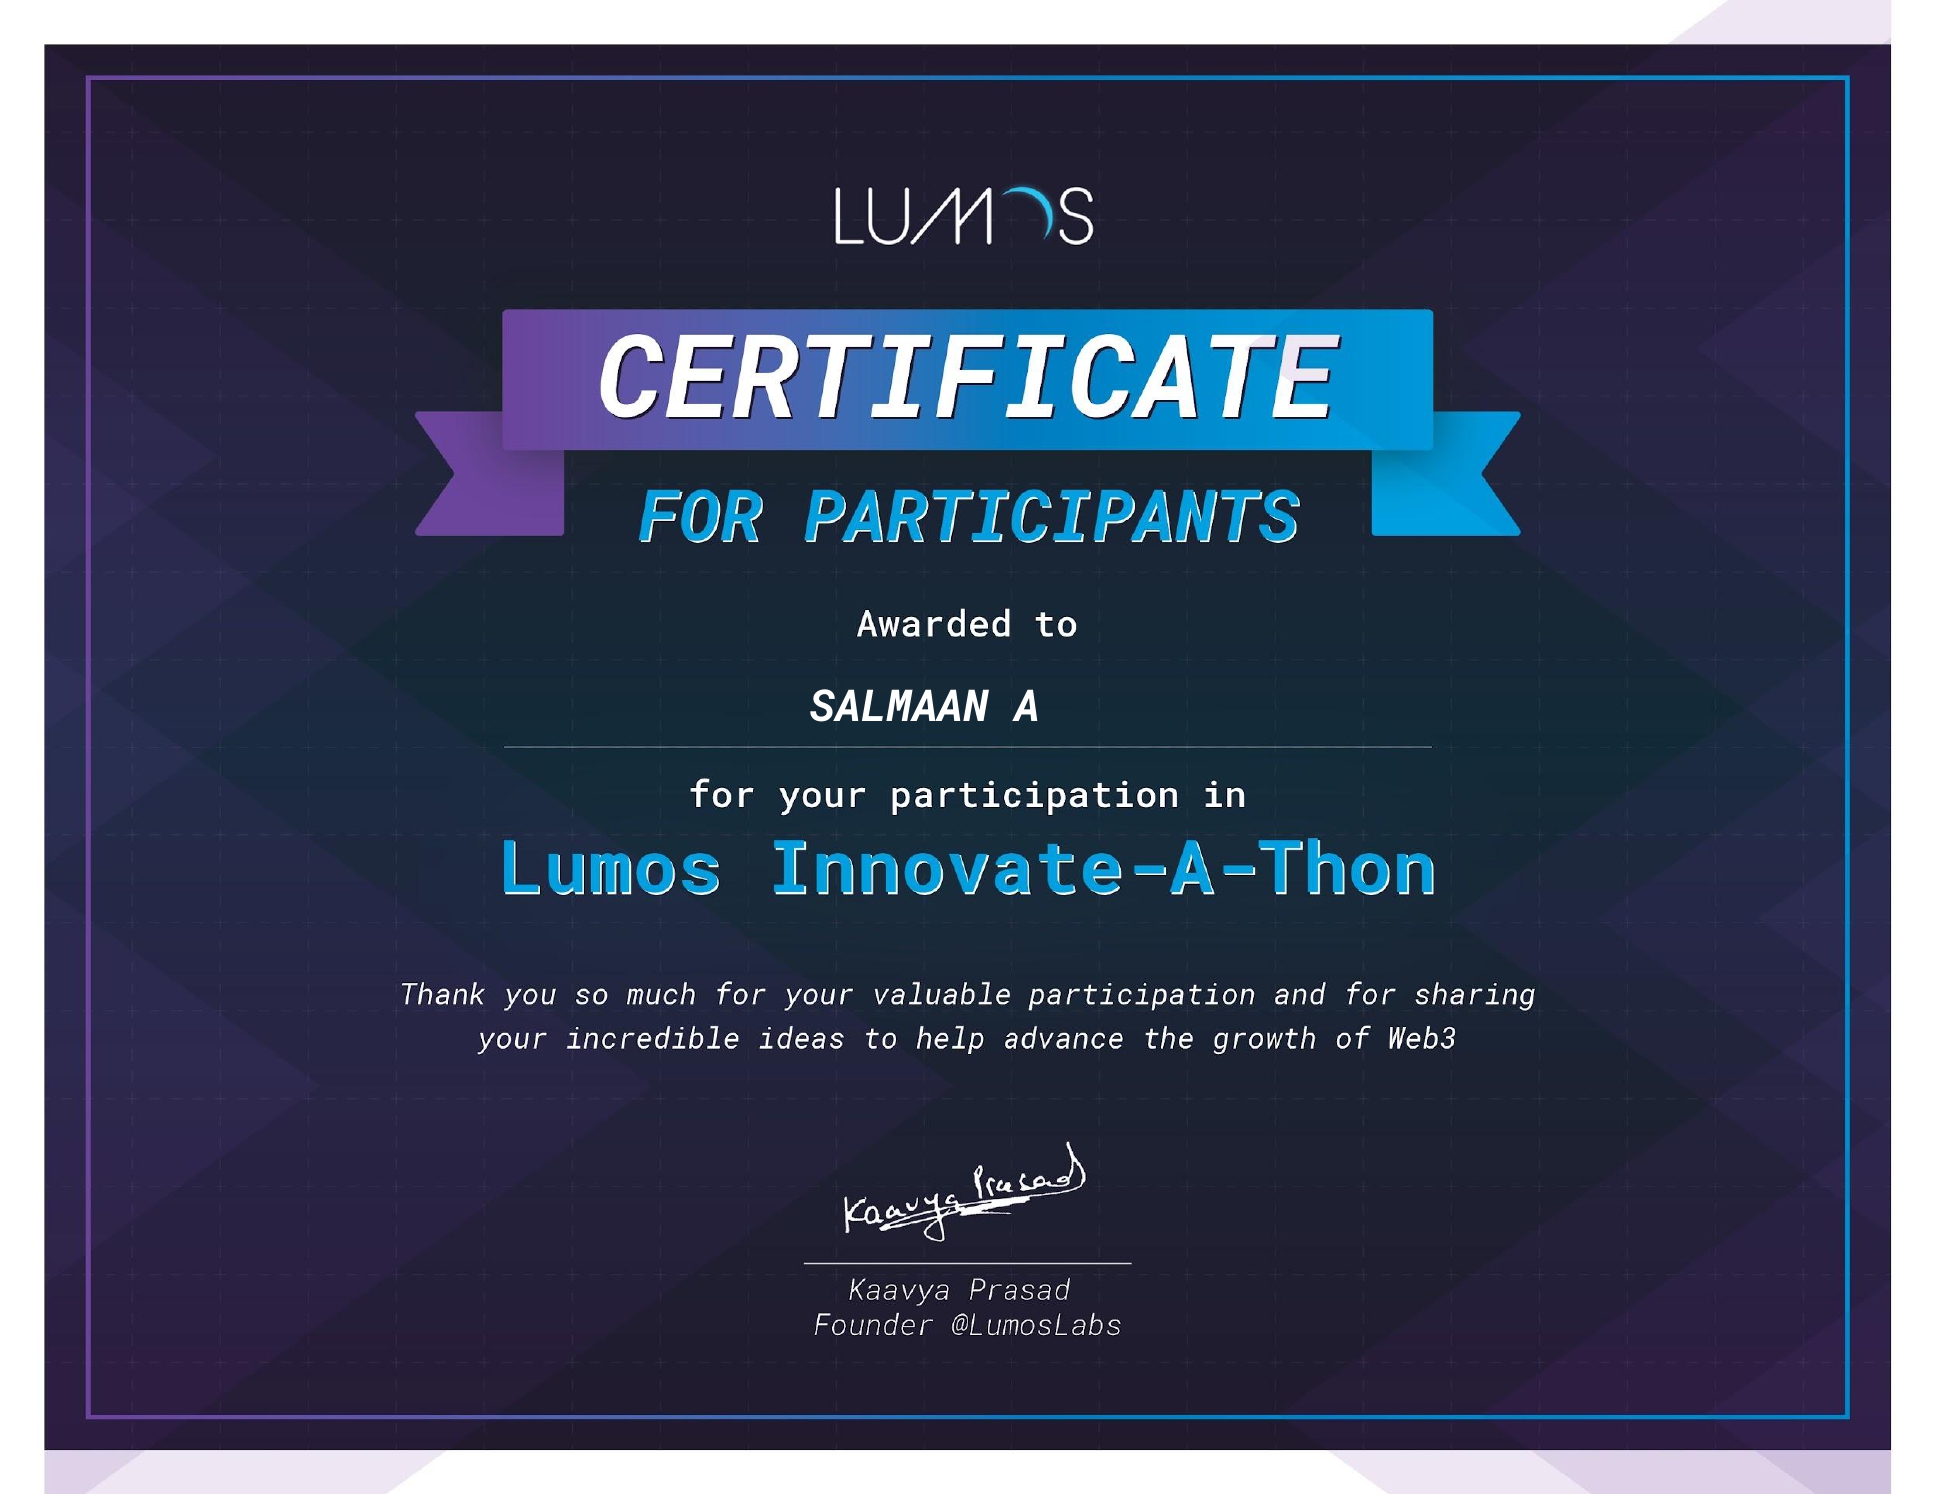 LUMOS
CERTIFICATE
FOR PARTICIPANTS
Awarded to
SALMAAN A
for your participation in
Lumos Innovate-A-Thon
Thank you so much for your valuable participation and for sharing
your incredible ideas to help advance the growth of Web3
Kaavya Prasad
Kaavya Prasad
Founder @LumosLabs